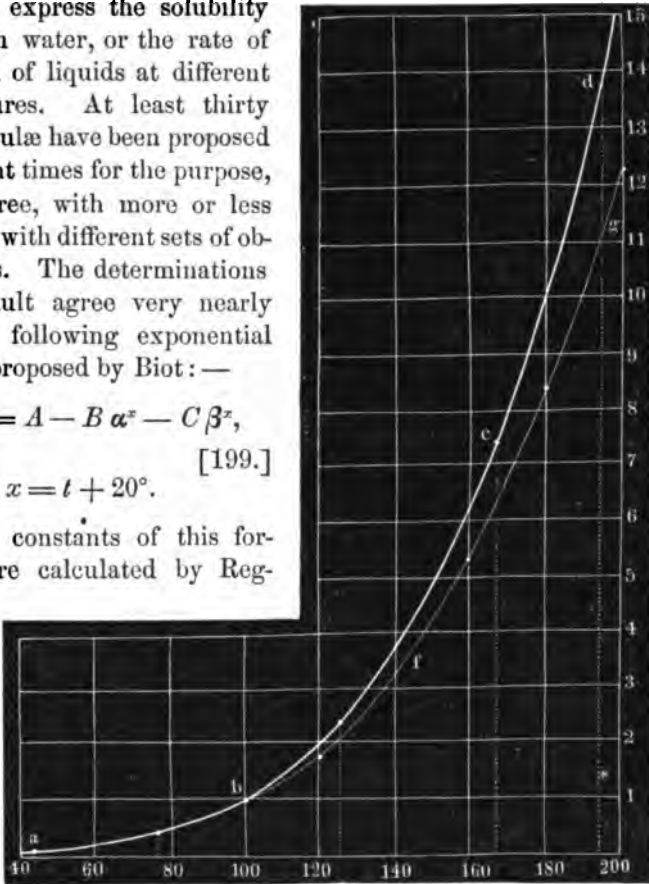 express the solubility
water, or the rate of
of liquids at different
ures. At least thirty
ulæ have been proposed
t times for the purpose,
ree, with more or less
with different sets of ob-
s. The determinations
ult agree very nearly
following exponential
proposed by Biot: —
= A — B αˣ — C βˣ,
[199.]
x = t + 20°.
constants of this for-
re calculated by Reg-
15
14
d
13
12
g
11
10
9
8
c
7
6
5
4
f
3
2
b
*
1
a
40 60 80 100 120 140 160 180 200